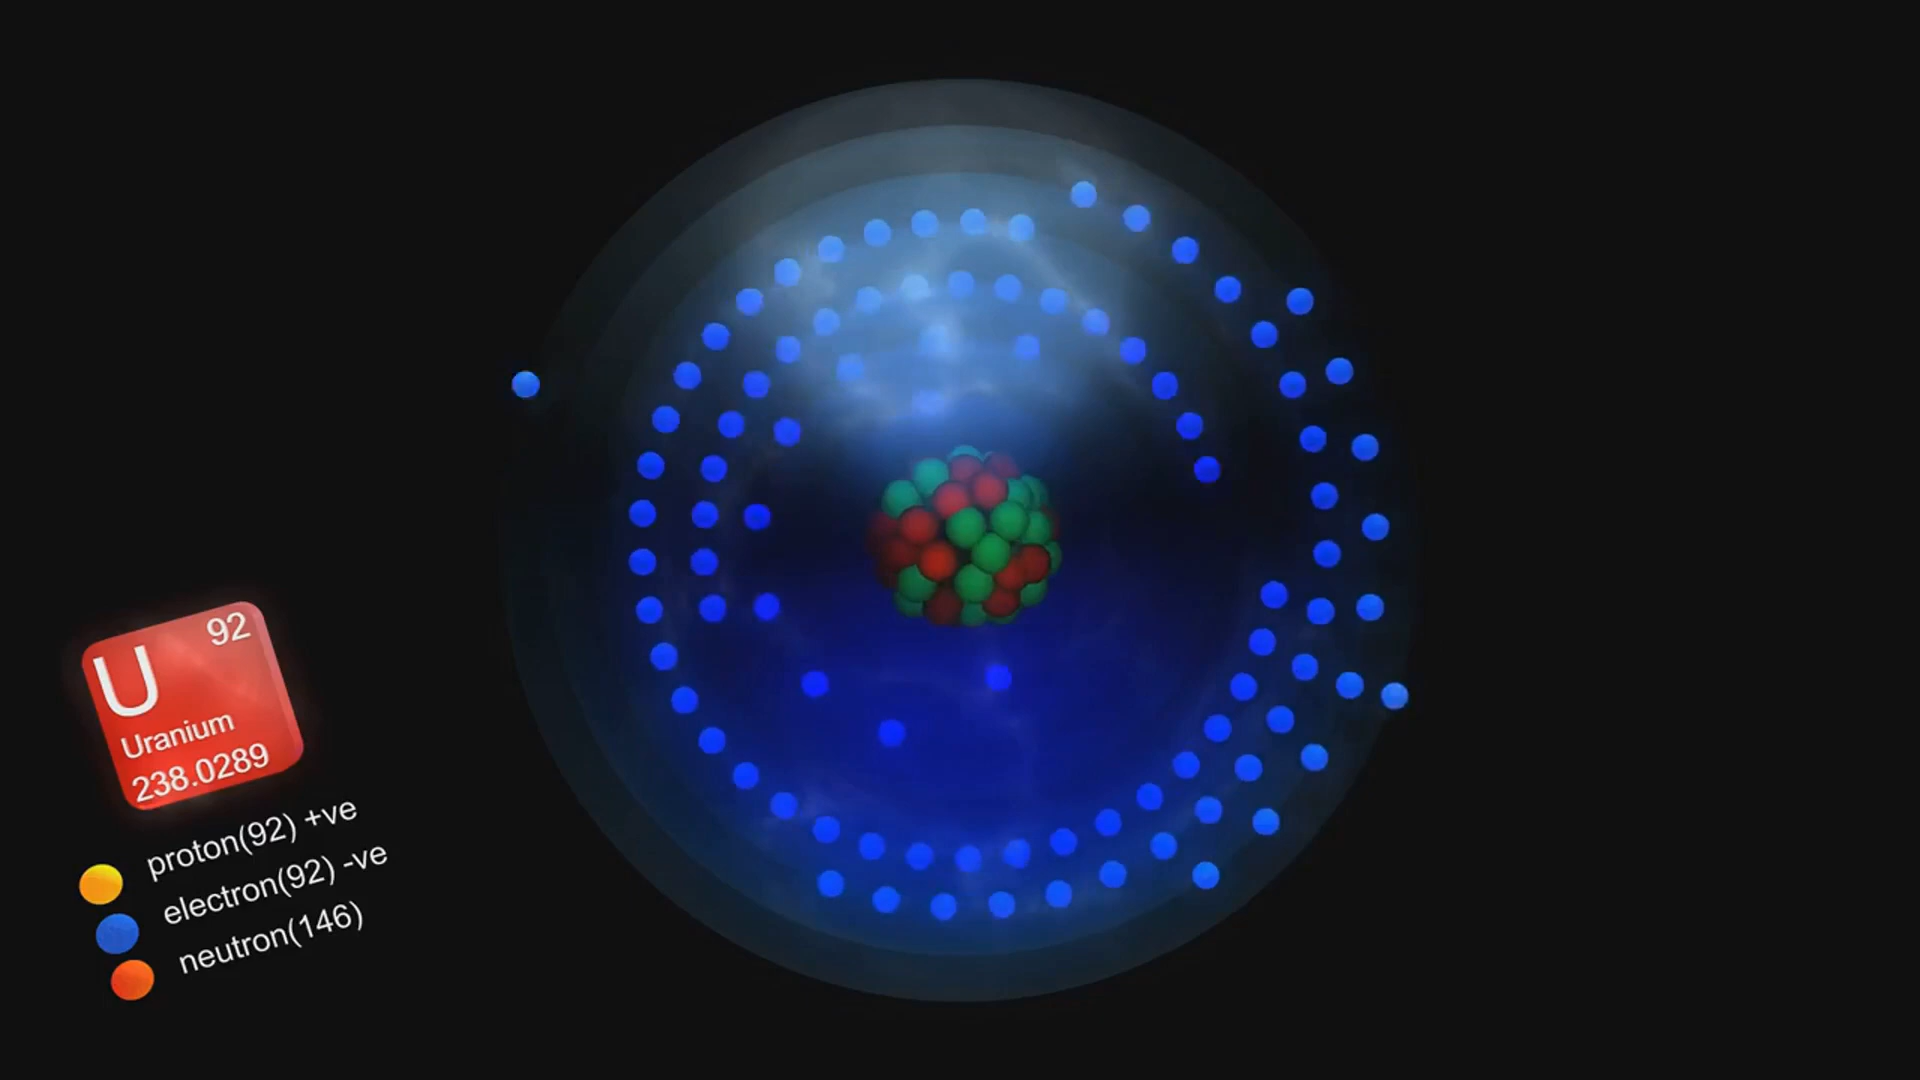 92
U
Uranium
238.0289
proton(92) +ve
electron(92) -ve
neutron(146)